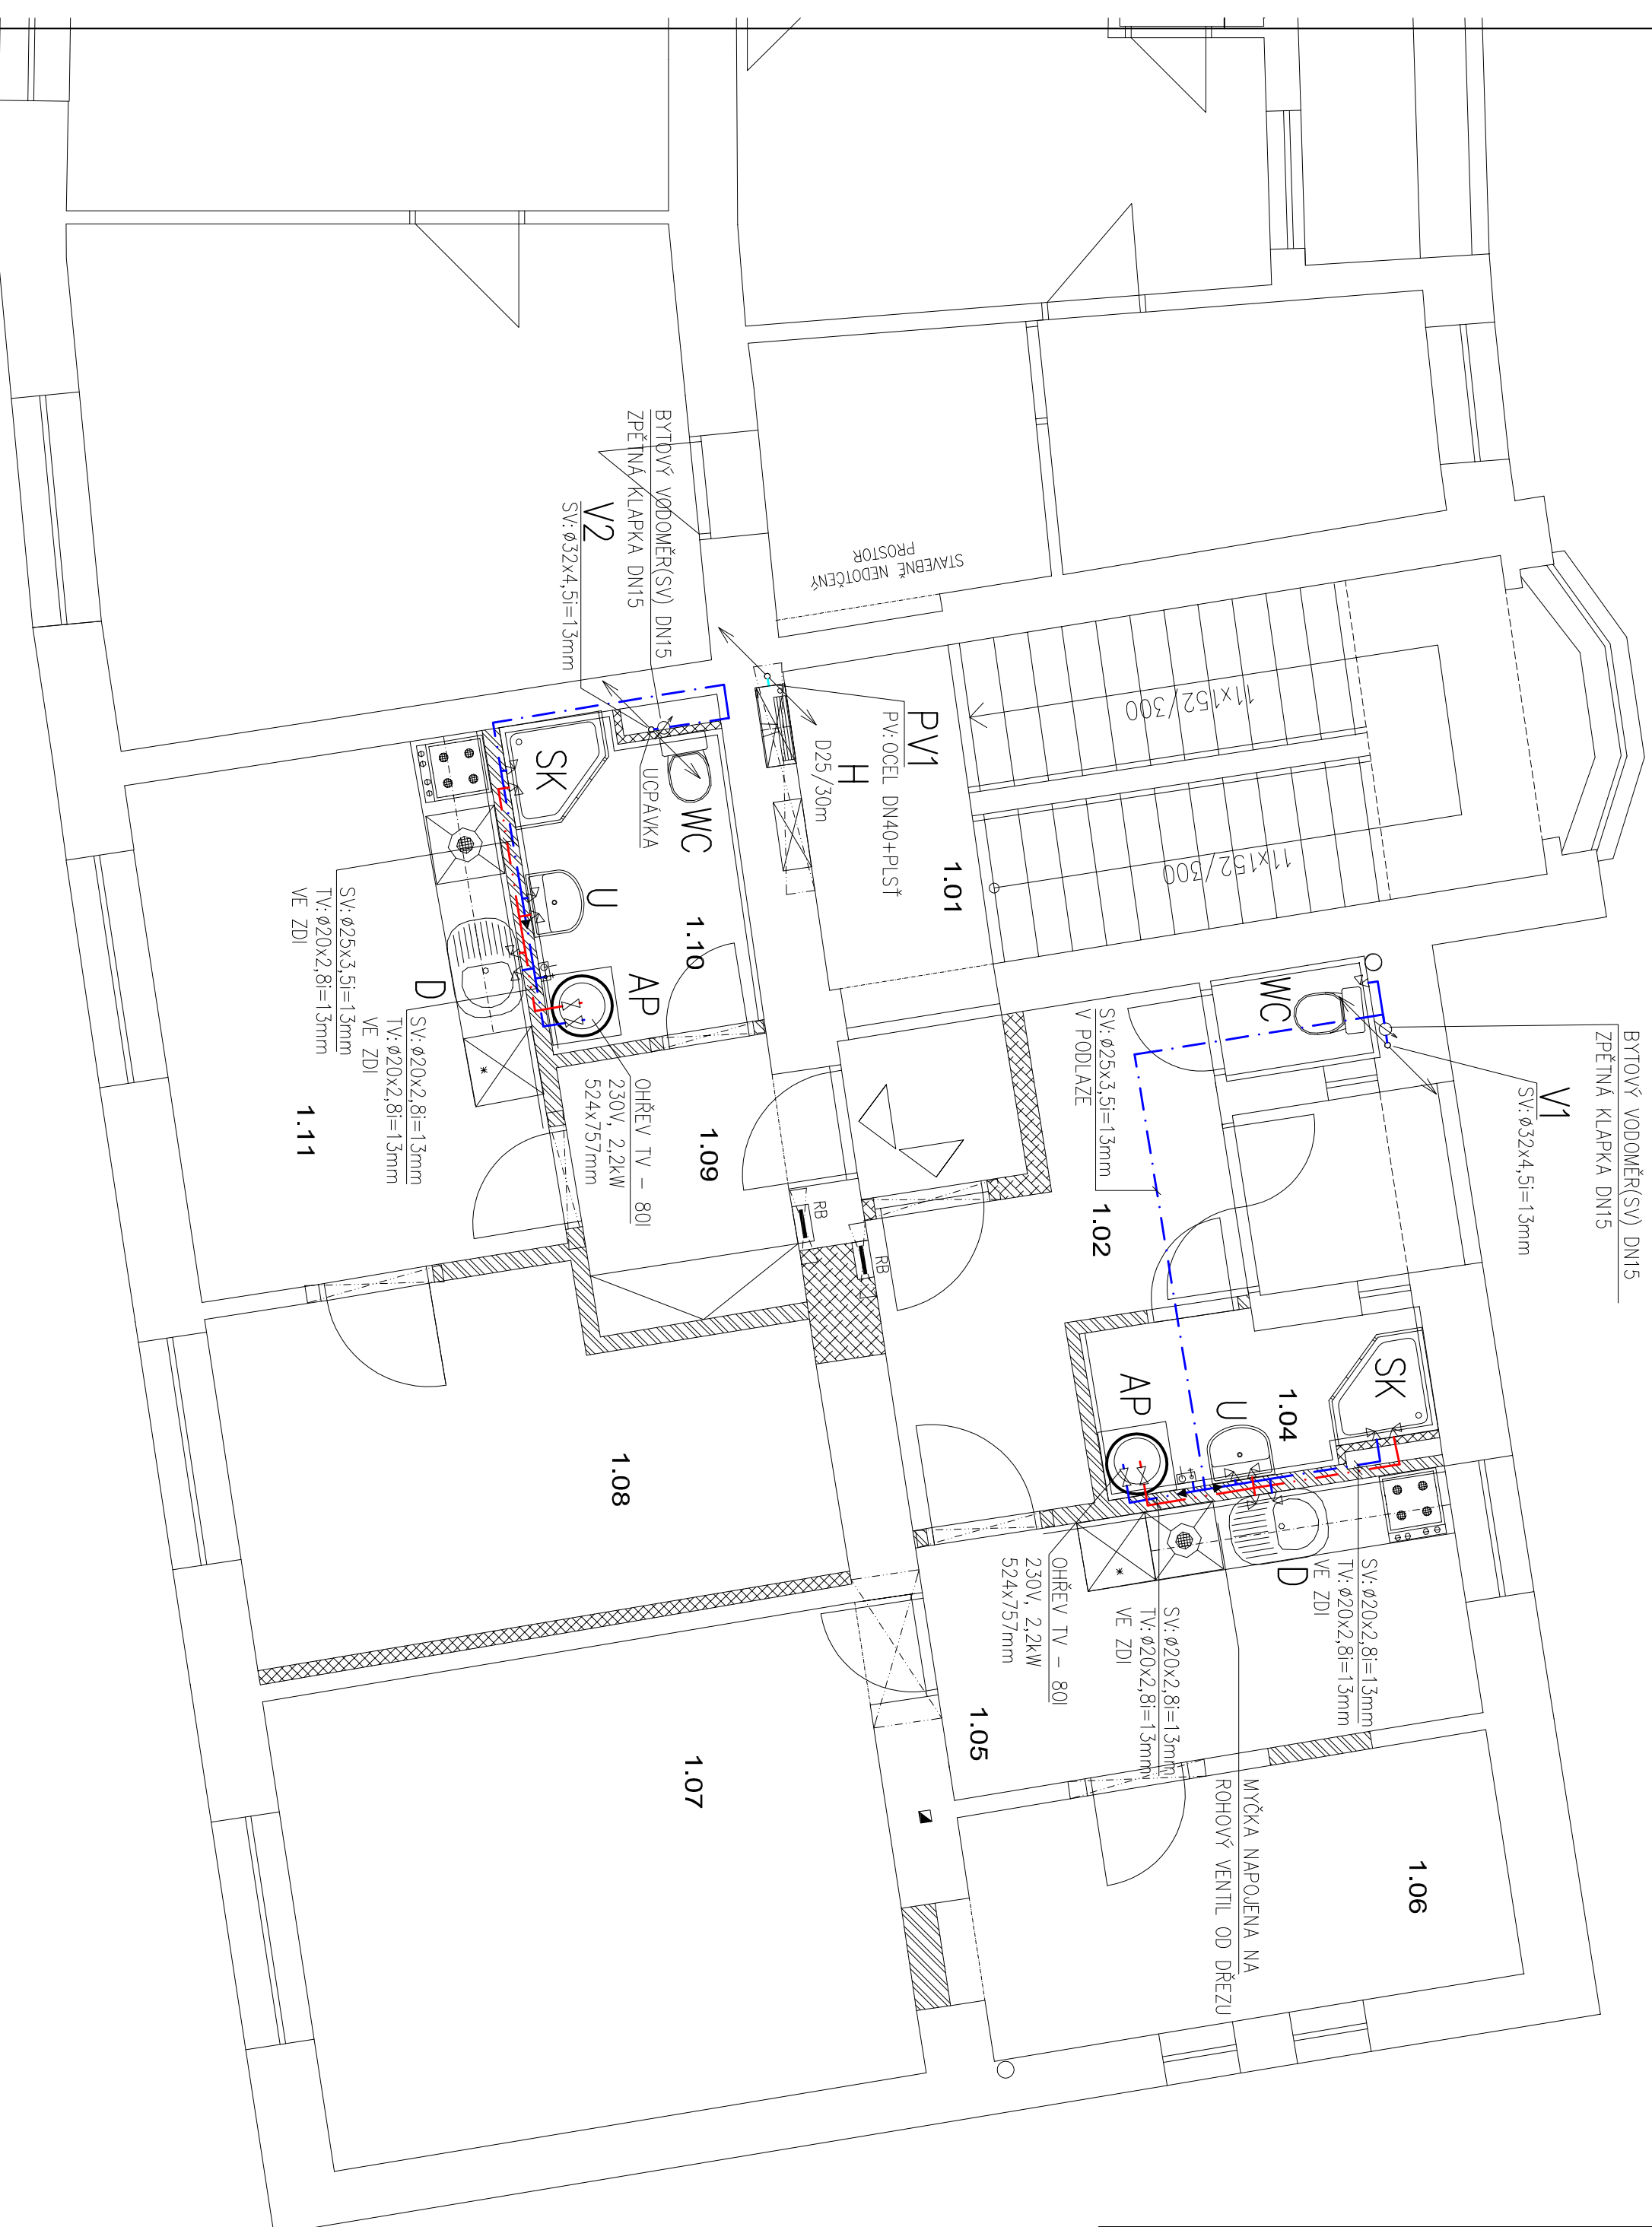 BYTOVÝ VODOMĚR(SV) DN15
ZPĚTNÁ KLAPKA DN15
V1
SV:ø32x4,5i=13mm
WC
SV:ø25x3,5i=13mm
V PODLAZE
1.02
SK
1.04
U
AP
D
SV:ø20x2,8i=13mm
TV:ø20x2,8i=13mm
VE ZDI
SV:ø20x2,8i=13mm
TV:ø20x2,8i=13mm
VE ZDI
OHŘEV TV – 80l
230V, 2,2kW
524x757mm
MYČKA NAPOJENA NA
ROHOVÝ VENTIL OD DŘEZU
1.06
1.05
1.07
1.08
11x152/300
11x152/300
1.01
PV1
PV:OCEL DN40+PLSŤ
H
D25/30m
STAVEBNĚ NEDOTČENÝ
PROSTOR
BYTOVÝ VODOMĚR(SV) DN15
ZPĚTNÁ KLAPKA DN15
V2
SV:ø32x4,5i=13mm
UCPÁVKA
WC
SK
U
1.10
AP
D
RB
RB
1.09
OHŘEV TV – 80l
230V, 2,2kW
524x757mm
SV:ø20x2,8i=13mm
TV:ø20x2,8i=13mm
VE ZDI
SV:ø25x3,5i=13mm
TV:ø20x2,8i=13mm
VE ZDI
1.11